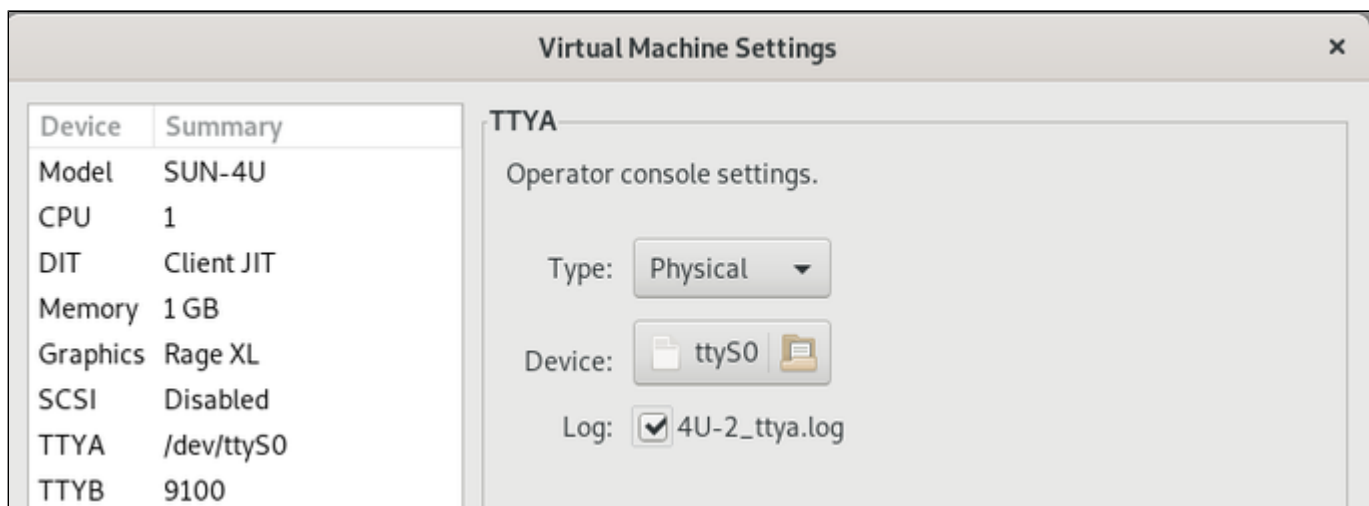 Virtual Machine Settings
Device Summary
Model SUN-4U
CPU 1
DIT Client JIT
Memory 1 GB
Graphics Rage XL
SCSI Disabled
TTYA /dev/ttyS0
TTYB 9100
TTYA
Operator console settings.
Type: Physical
Device: ttyS0
Log: 4U-2_ttya.log